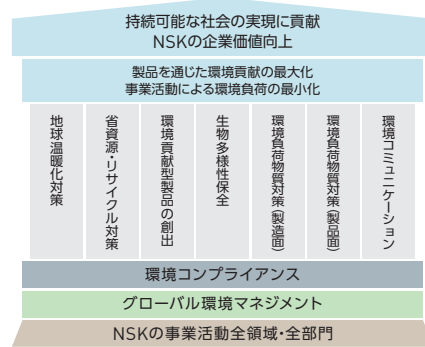 持続可能な社会の実現に貢献
NSKの企業価値向上
製品を通じた環境貢献の最大化
事業活動による環境負荷の最小化
地球温暖化対策
省資源・リサイクル対策
環境貢献型製品の創出
生物多様性保全
環境負荷物質対策(製造面)
環境負荷物質対策(製品面)
環境コミュニケーション
環境コンプライアンス
グローバル環境マネジメント
NSKの事業活動全領域・全部門